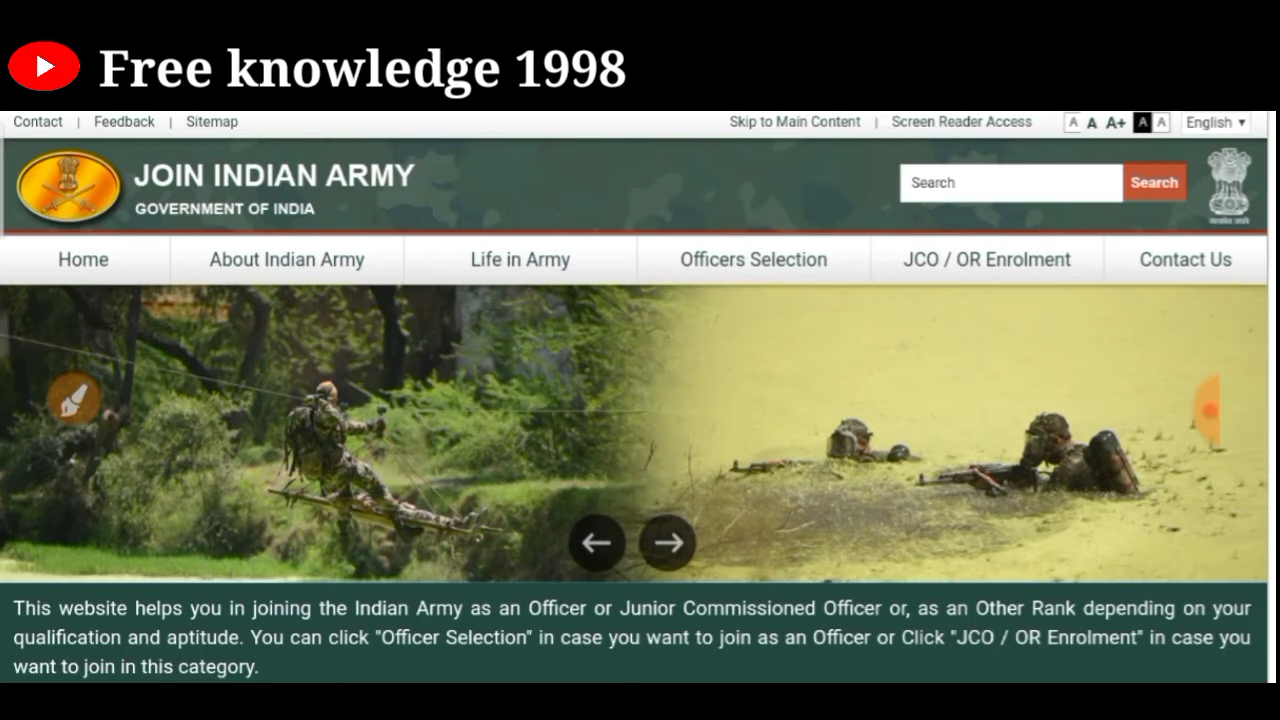 Free knowledge 1998
Contact | Feedback | Sitemap
Skip to Main Content | Screen Reader Access A A A+ A A English ▾
JOIN INDIAN ARMY
GOVERNMENT OF INDIA
Search Search
Home About Indian Army Life in Army Officers Selection JCO / OR Enrolment Contact Us
This website helps you in joining the Indian Army as an Officer or Junior Commissioned Officer or, as an Other Rank depending on your
qualification and aptitude. You can click "Officer Selection" in case you want to join as an Officer or Click "JCO / OR Enrolment" in case you
want to join in this category.